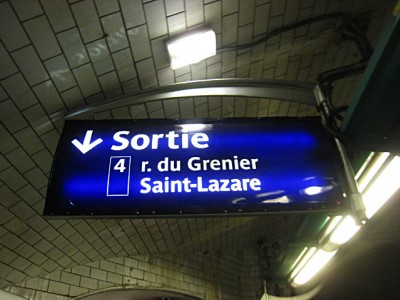 Sortie
4 r. du Grenier
Saint-Lazare